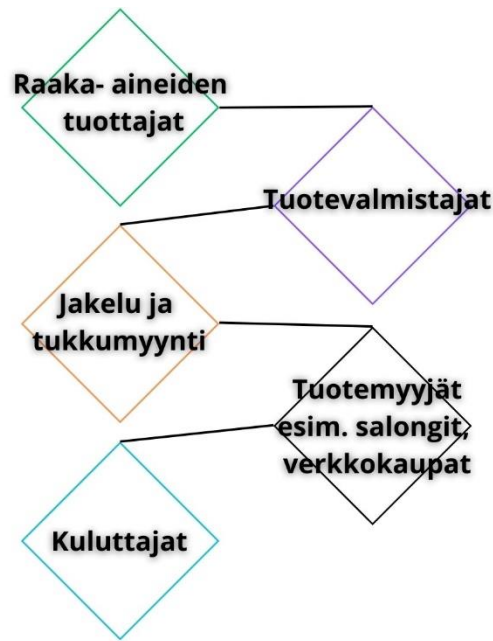 Raaka- aineiden
tuottajat
Tuotevalmistajat
Jakelu ja
tukkumyynti
Tuotemyyjät
esim. salongit,
verkkokaupat
Kuluttajat